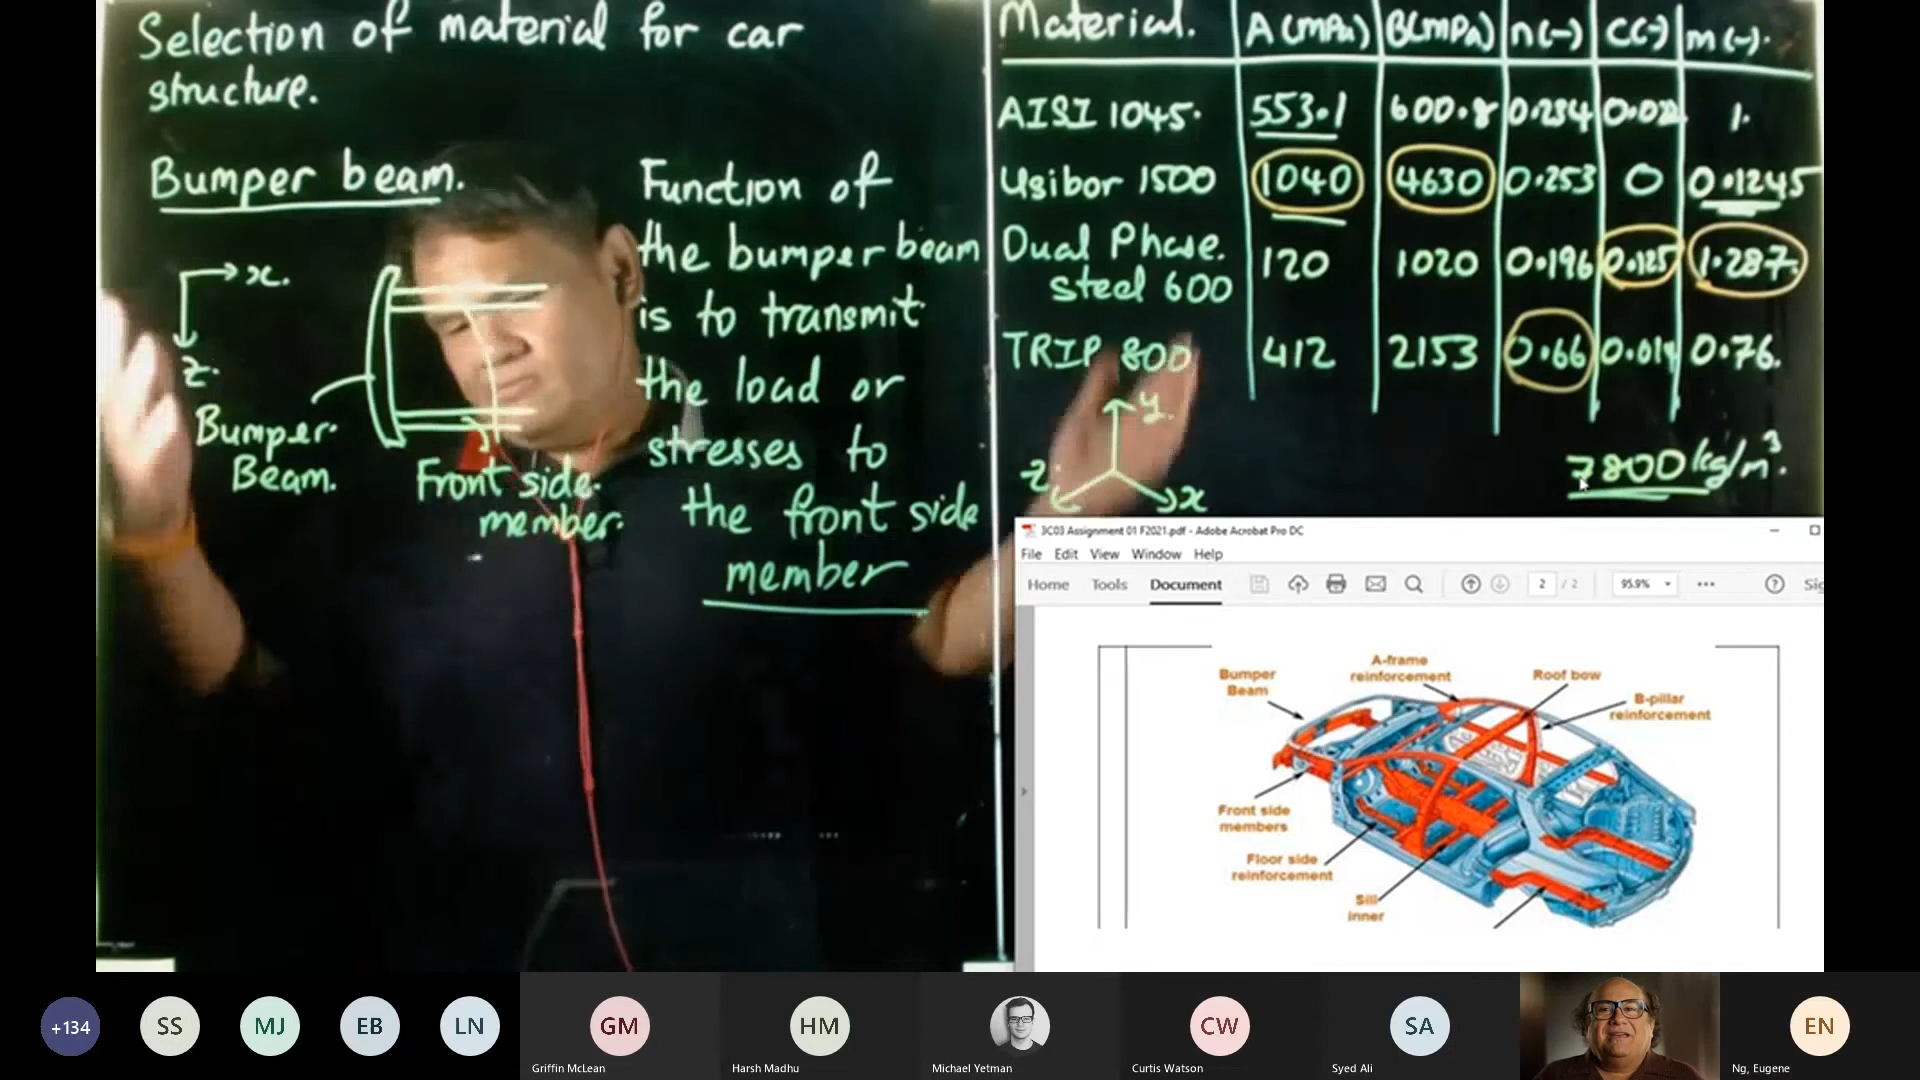 Selection of material for car
structure.
Bumper beam.
x.
z.
Bumper
Beam.
Front side
member.
Function of
the bumper beam
is to transmit
the load or
stresses to
the front side
member
Material. A (MPa) B(MPa) n(-) C(-) m(-).
AISI 1045. 553.1 600.8 0.234 1.
Usibor 1500 1040 4630 0.253 0 0.1245
Dual Phase. 120 1020 0.196 0.125 1.287.
steel 600
TRIP 800 412 2153 0.66 0.76.
y.
z
x
7800 kg/m³.
3C03 Assignment 01 F2021.pdf - Adobe Acrobat Pro DC
File Edit View Window Help
Home Tools Document 2 / 2 95.9%
Bumper
Beam
A-frame
reinforcement
Roof bow
B-pillar
reinforcement
Front side
members
Floor side
reinforcement
Sill
inner
+134 SS MJ EB LN GM HM CW SA EN
Griffin McLean Harsh Madhu Michael Yetman Curtis Watson Syed Ali Ng, Eugene